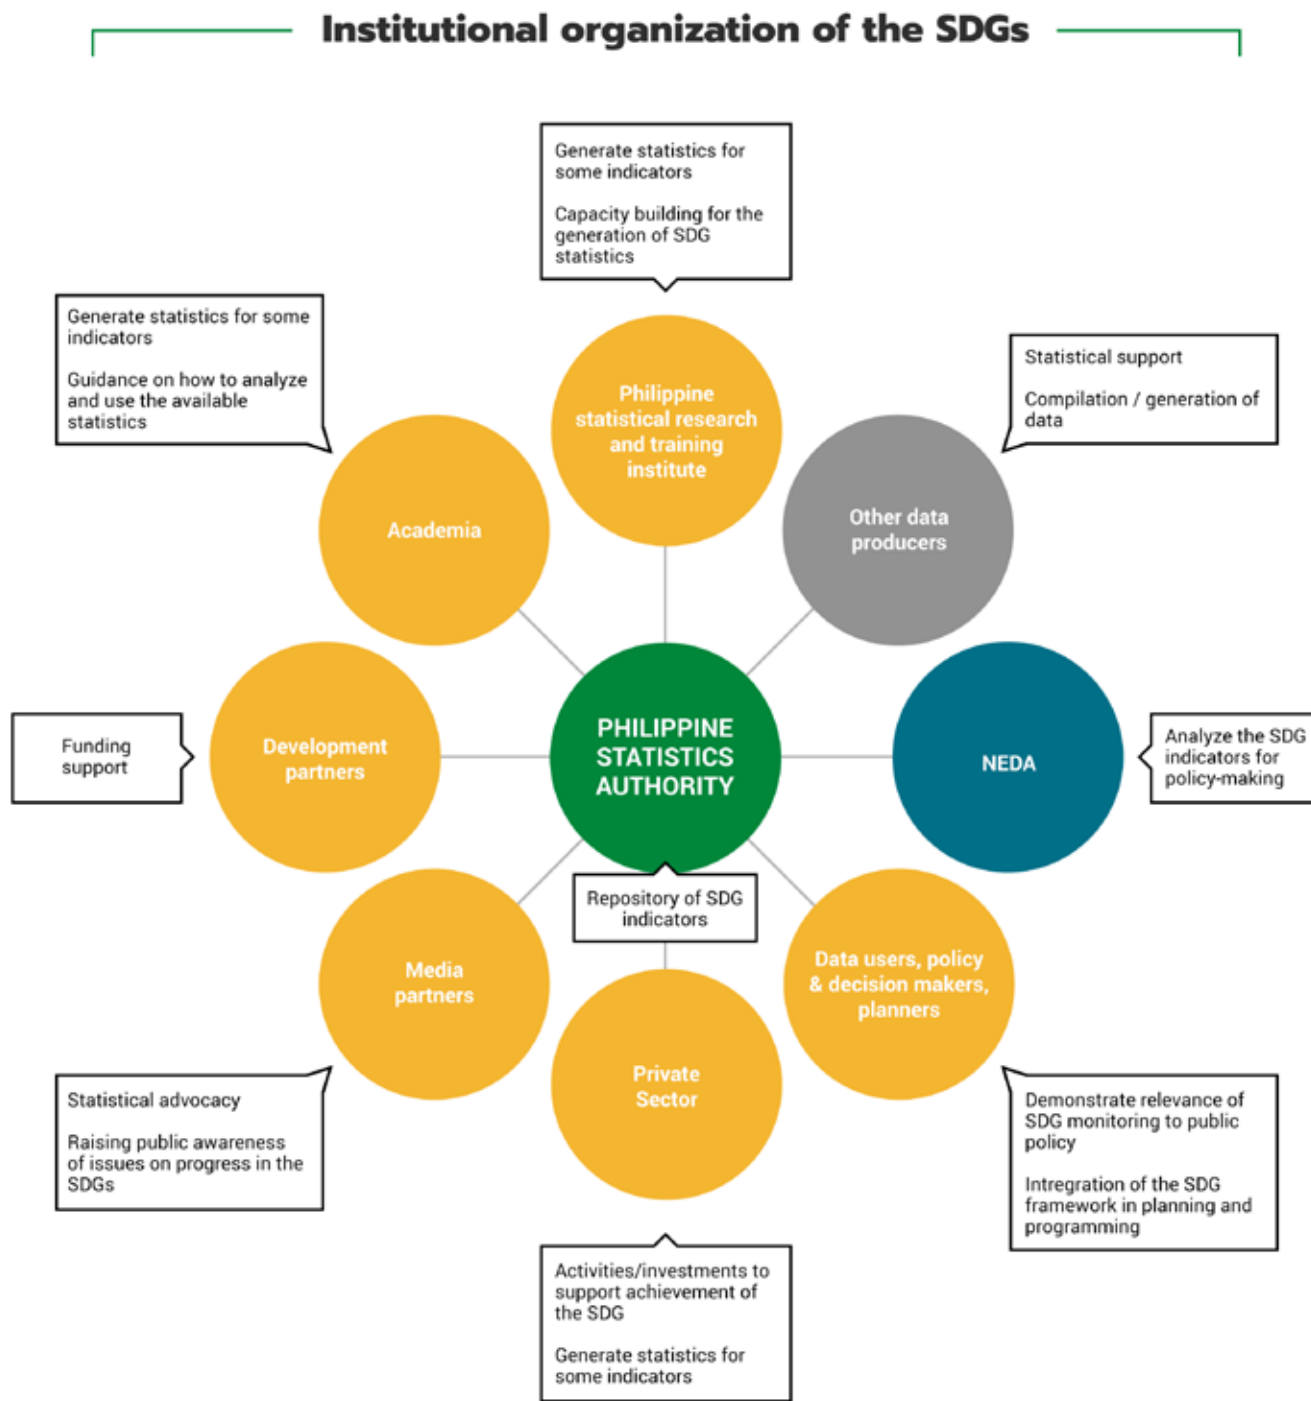 Institutional organization of the SDGs
Generate statistics for
some indicators
Capacity building for the
generation of SDG
statistics
Generate statistics for some
indicators
Guidance on how to analyze
and use the available
statistics
Statistical support
Compilation / generation of
data
Philippine
statistical research
and training
institute
Academia
Other data
producers
Funding
support
Development
partners
PHILIPPINE
STATISTICS
AUTHORITY
NEDA
Analyze the SDG
indicators for
policy-making
Repository of SDG
indicators
Media
partners
Data users, policy
& decision makers,
planners
Private
Sector
Statistical advocacy
Raising public awareness
of issues on progress in the
SDGs
Demonstrate relevance of
SDG monitoring to public
policy
Intregration of the SDG
framework in planning and
programming
Activities/investments to
support achievement of
the SDG
Generate statistics for
some indicators